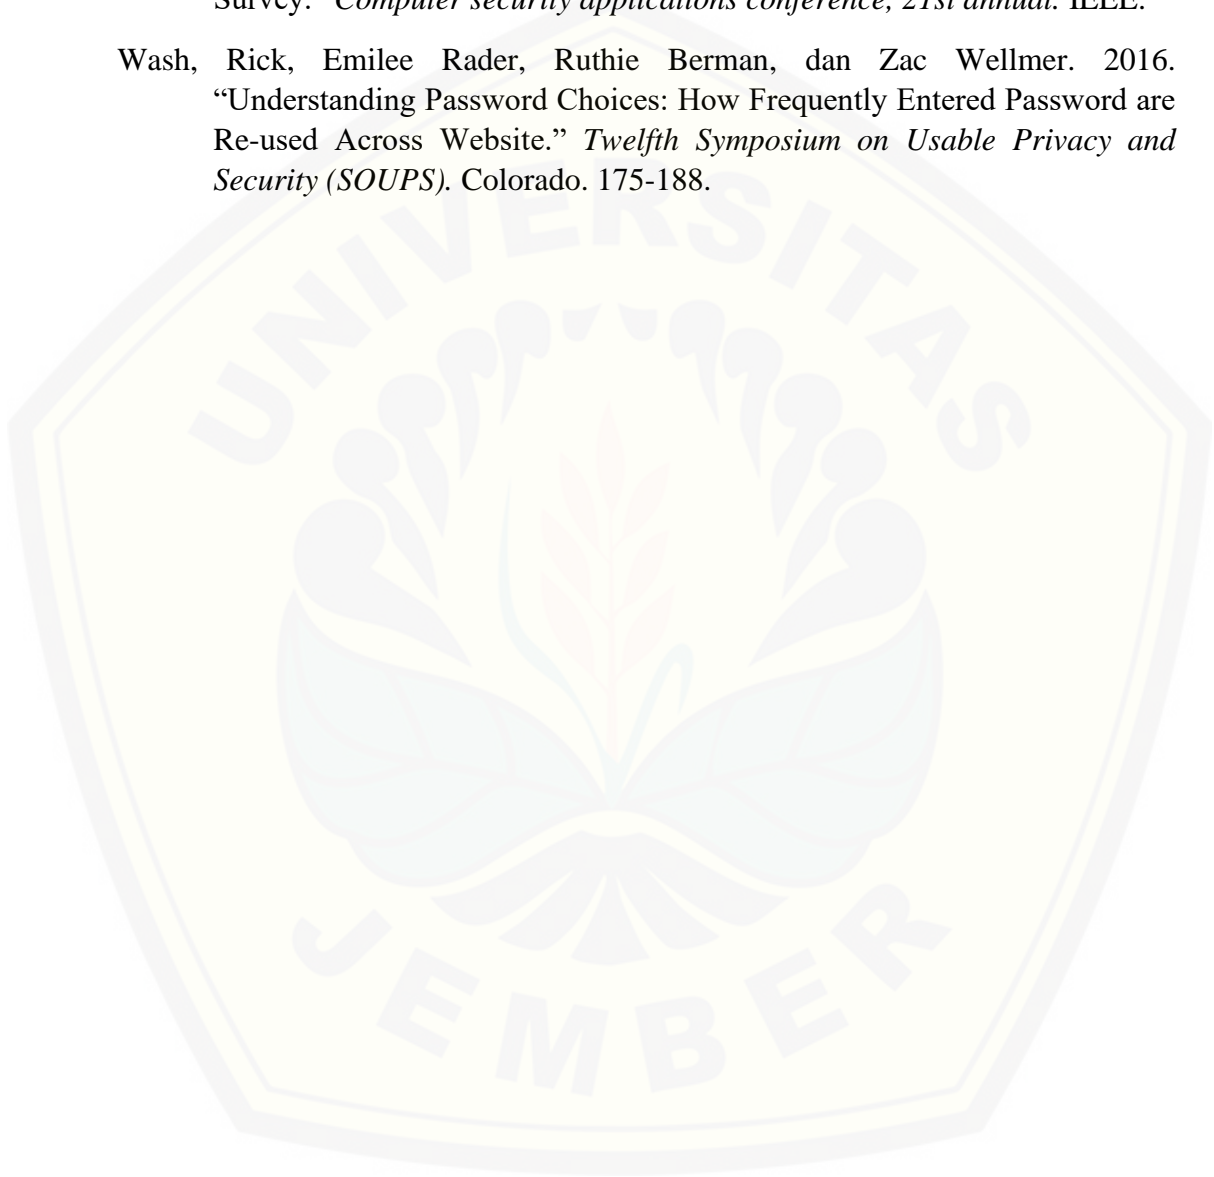 Survey." Computer security applications conference, 21st annual. IEEE.
Wash, Rick, Emilee Rader, Ruthie Berman, dan Zac Wellmer. 2016.
“Understanding Password Choices: How Frequently Entered Password are
Re-used Across Website.” Twelfth Symposium on Usable Privacy and
Security (SOUPS). Colorado. 175-188.
UNIVERSITAS
JEMBER